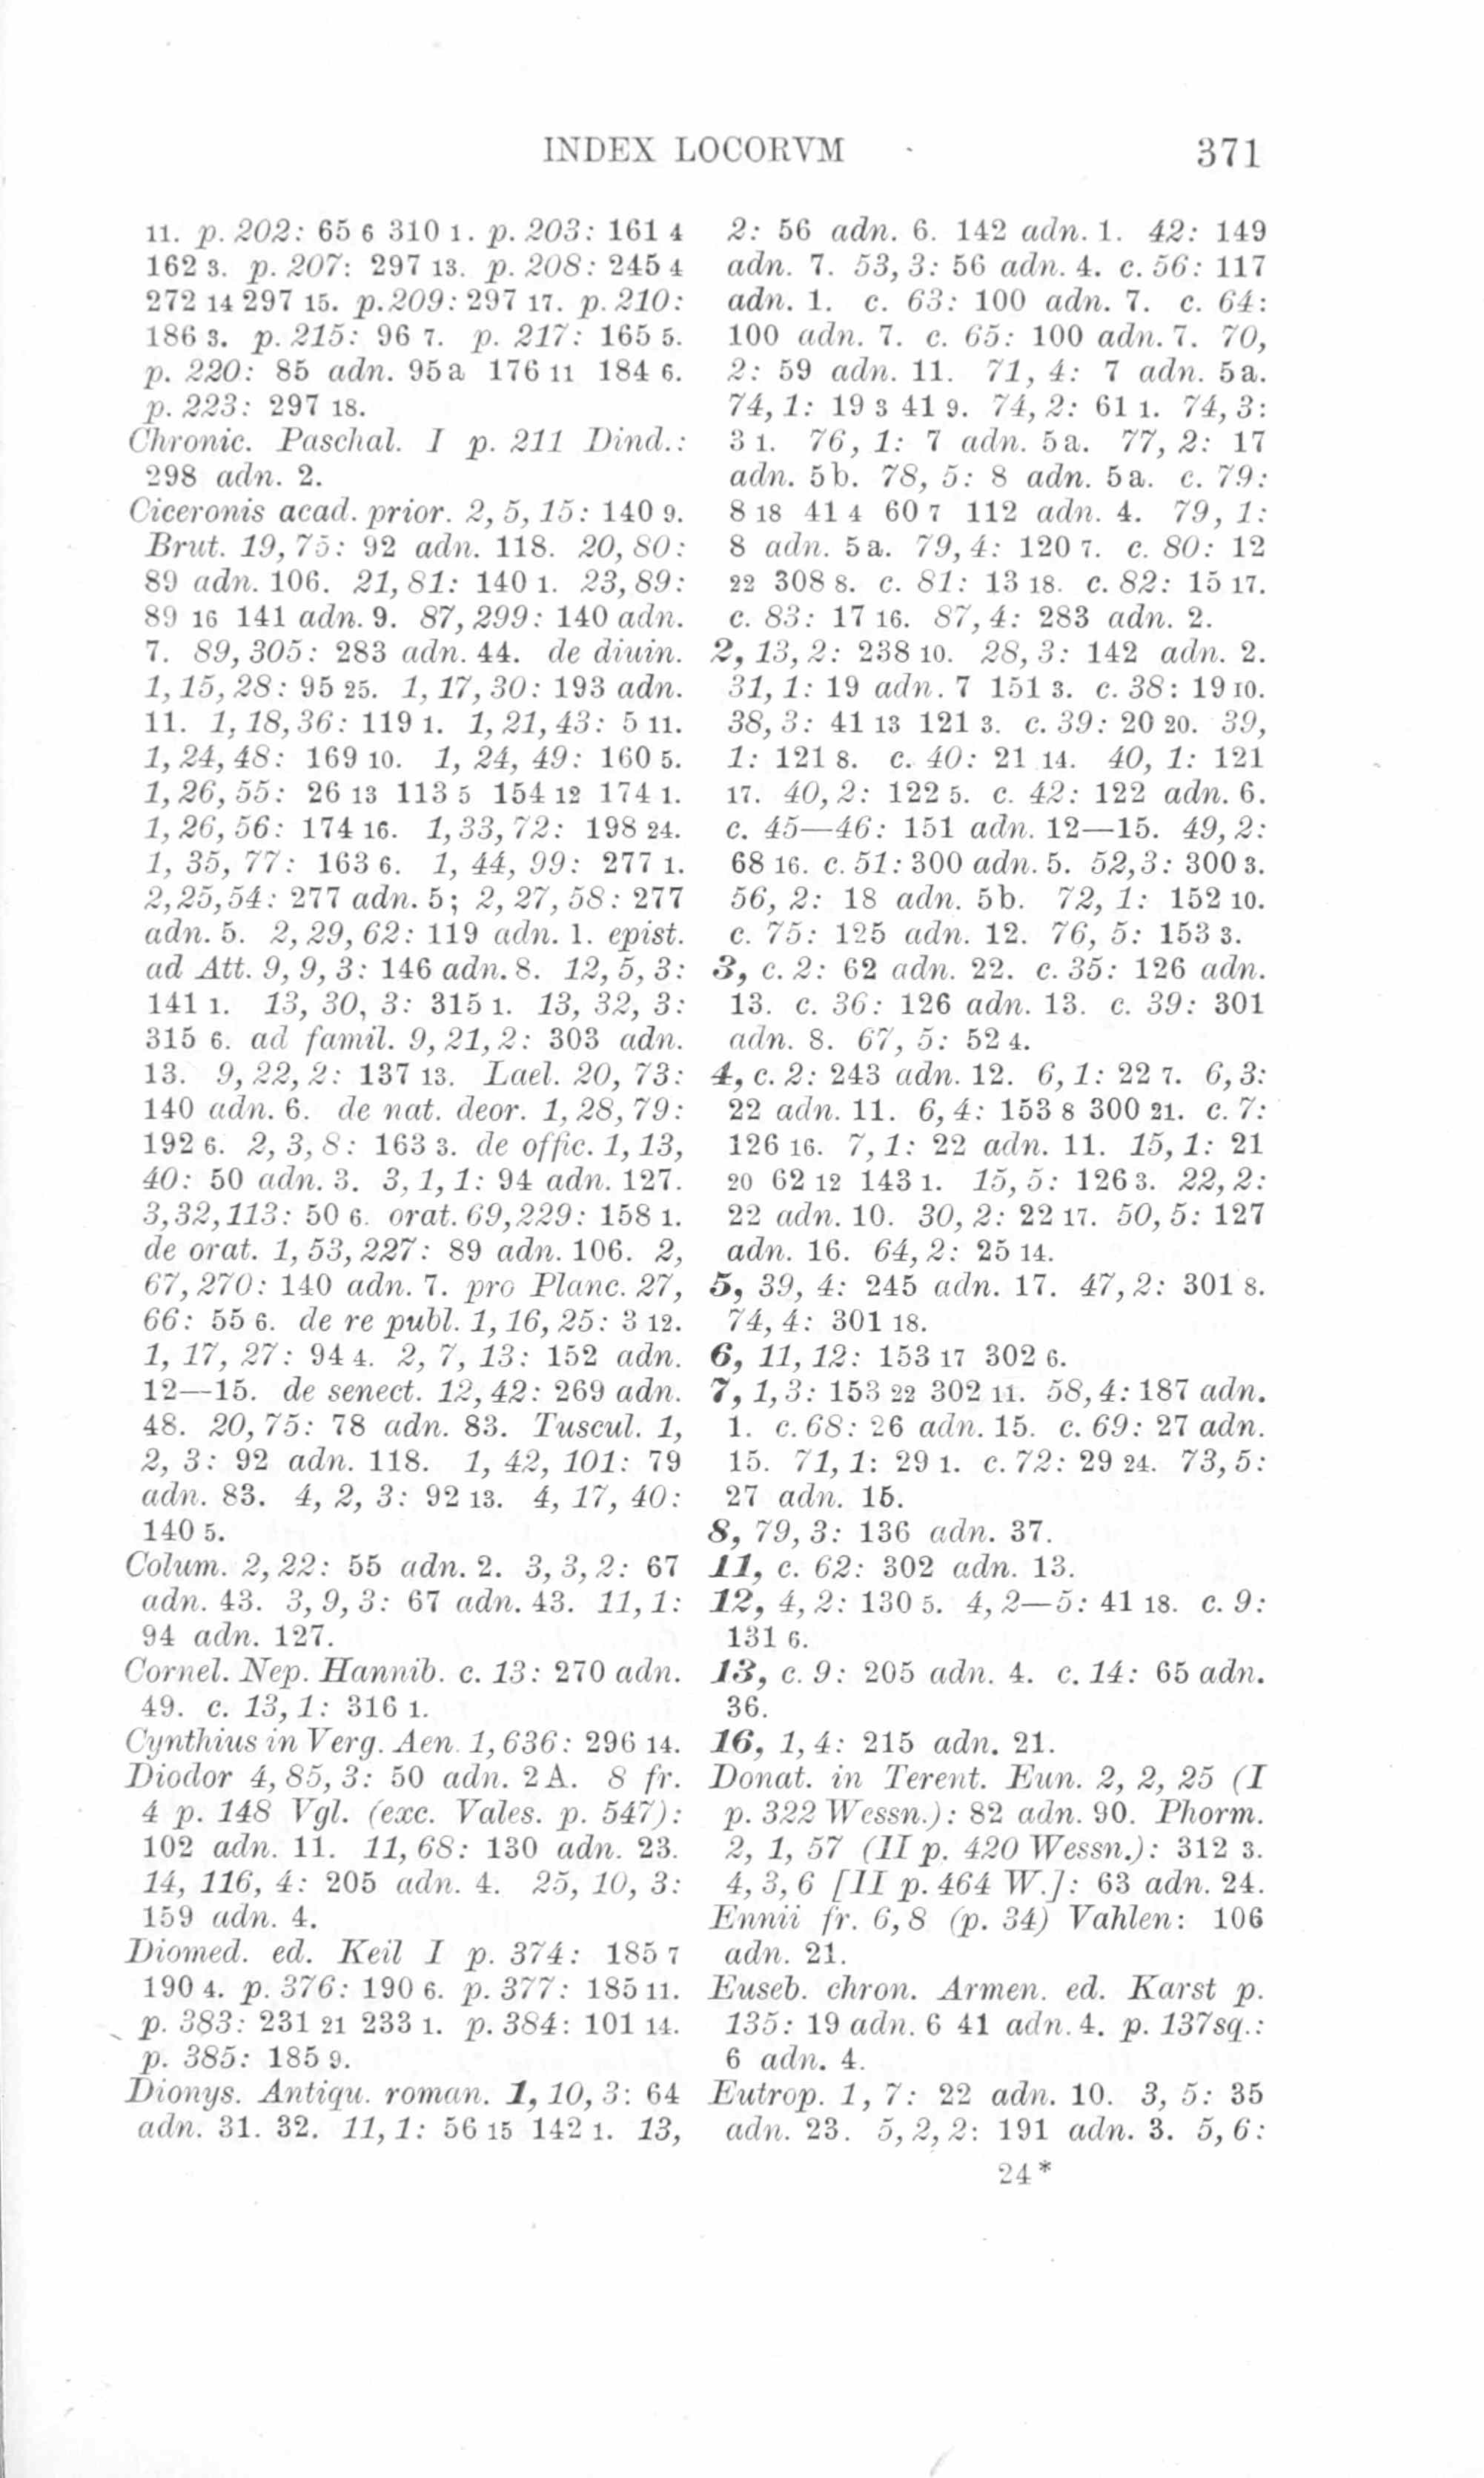 INDEX LOCORVM 371
11. p. 202: 65 6 310 1. p. 203: 161 4
162 3. p. 207: 297 13. p. 208: 245 4
272 14 297 15. p. 209: 297 17. p. 210:
186 3. p. 215: 96 7. p. 217: 165 5.
p. 220: 85 adn. 95a 176 11 184 6.
p. 223: 297 18.
Chronic. Paschal. I p. 211 Dind.:
298 adn. 2.
Ciceronis acad. prior. 2, 5, 15: 140 9.
Brut. 19, 75: 92 adn. 118. 20, 80:
89 adn. 106. 21, 81: 140 1. 23, 89:
89 16 141 adn. 9. 87, 299: 140 adn.
7. 89, 305: 283 adn. 44. de diuin.
1, 15, 28: 95 25. 1, 17, 30: 193 adn.
11. 1, 18, 36: 119 1. 1, 21, 43: 5 11.
1, 24, 48: 169 10. 1, 24, 49: 160 5.
1, 26, 55: 26 13 113 5 154 12 174 1.
1, 26, 56: 174 16. 1, 33, 72: 198 24.
1, 35, 77: 163 6. 1, 44, 99: 277 1.
2, 25, 54: 277 adn. 5; 2, 27, 58: 277
adn. 5. 2, 29, 62: 119 adn. 1. epist.
ad Att. 9, 9, 3: 146 adn. 8. 12, 5, 3:
141 1. 13, 30, 3: 315 1. 13, 32, 3:
315 6. ad famil. 9, 21, 2: 303 adn.
13. 9, 22, 2: 137 13. Lael. 20, 73:
140 adn. 6. de nat. deor. 1, 28, 79:
192 6. 2, 3, 8: 163 3. de offic. 1, 13,
40: 50 adn. 3. 3, 1, 1: 94 adn. 127.
3, 32, 113: 50 6. orat. 69, 229: 158 1.
de orat. 1, 53, 227: 89 adn. 106. 2,
67, 270: 140 adn. 7. pro Planc. 27,
66: 55 6. de re publ. 1, 16, 25: 3 12.
1, 17, 27: 94 4. 2, 7, 13: 152 adn.
12—15. de senect. 12, 42: 269 adn.
48. 20, 75: 78 adn. 83. Tuscul. 1,
2, 3: 92 adn. 118. 1, 42, 101: 79
adn. 83. 4, 2, 3: 92 13. 4, 17, 40:
140 5.
Colum. 2, 22: 55 adn. 2. 3, 3, 2: 67
adn. 43. 3, 9, 3: 67 adn. 43. 11, 1:
94 adn. 127.
Cornel. Nep. Hannib. c. 13: 270 adn.
49. c. 13, 1: 316 1.
Cynthius in Verg. Aen. 1, 636: 296 14.
Diodor 4, 85, 3: 50 adn. 2 A. 8 fr.
4 p. 148 Vgl. (exc. Vales. p. 547):
102 adn. 11. 11, 68: 130 adn. 23.
14, 116, 4: 205 adn. 4. 25, 10, 3:
159 adn. 4.
Diomed. ed. Keil I p. 374: 185 7
190 4. p. 376: 190 6. p. 377: 185 11.
p. 383: 231 21 233 1. p. 384: 101 14.
p. 385: 185 9.
Dionys. Antiqu. roman. 1, 10, 3: 64
adn. 31. 32. 11, 1: 56 15 142 1. 13,
2: 56 adn. 6. 142 adn. 1. 42: 149
adn. 7. 53, 3: 56 adn. 4. c. 56: 117
adn. 1. c. 63: 100 adn. 7. c. 64:
100 adn. 7. c. 65: 100 adn. 7. 70,
2: 59 adn. 11. 71, 4: 7 adn. 5a.
74, 1: 19 3 41 9. 74, 2: 61 1. 74, 3:
3 1. 76, 1: 7 adn. 5a. 77, 2: 17
adn. 5b. 78, 5: 8 adn. 5a. c. 79:
8 18 41 4 60 7 112 adn. 4. 79, 1:
8 adn. 5a. 79, 4: 120 7. c. 80: 12
22 308 8. c. 81: 13 18. c. 82: 15 17.
c. 83: 17 16. 87, 4: 283 adn. 2.
2, 13, 2: 238 10. 28, 3: 142 adn. 2.
31, 1: 19 adn. 7 151 3. c. 38: 19 10.
38, 3: 41 13 121 3. c. 39: 20 20. 39,
1: 121 8. c. 40: 21 14. 40, 1: 121
17. 40, 2: 122 5. c. 42: 122 adn. 6.
c. 45—46: 151 adn. 12—15. 49, 2:
68 16. c. 51: 300 adn. 5. 52, 3: 300 3.
56, 2: 18 adn. 5b. 72, 1: 152 10.
c. 75: 125 adn. 12. 76, 5: 153 3.
3, c. 2: 62 adn. 22. c. 35: 126 adn.
13. c. 36: 126 adn. 13. c. 39: 301
adn. 8. 67, 5: 52 4.
4, c. 2: 243 adn. 12. 6, 1: 22 7. 6, 3:
22 adn. 11. 6, 4: 153 8 300 21. c. 7:
126 16. 7, 1: 22 adn. 11. 15, 1: 21
20 62 12 143 1. 15, 5: 126 3. 22, 2:
22 adn. 10. 30, 2: 22 17. 50, 5: 127
adn. 16. 64, 2: 25 14.
5, 39, 4: 245 adn. 17. 47, 2: 301 8.
74, 4: 301 18.
6, 11, 12: 153 17 302 6.
7, 1, 3: 153 22 302 11. 58, 4: 187 adn.
1. c. 68: 26 adn. 15. c. 69: 27 adn.
15. 71, 1: 29 1. c. 72: 29 24. 73, 5:
27 adn. 15.
8, 79, 3: 136 adn. 37.
11, c. 62: 302 adn. 13.
12, 4, 2: 130 5. 4, 2—5: 41 18. c. 9:
131 6.
13, c. 9: 205 adn. 4. c. 14: 65 adn.
36.
16, 1, 4: 215 adn. 21.
Donat. in Terent. Eun. 2, 2, 25 (I
p. 322 Wessn.): 82 adn. 90. Phorm.
2, 1, 57 (II p. 420 Wessn.): 312 3.
4, 3, 6 [II p. 464 W.]: 63 adn. 24.
Ennii fr. 6, 8 (p. 34) Vahlen: 106
adn. 21.
Euseb. chron. Armen. ed. Karst p.
135: 19 adn. 6 41 adn. 4. p. 137sq.:
6 adn. 4.
Eutrop. 1, 7: 22 adn. 10. 3, 5: 35
adn. 23. 5, 2, 2: 191 adn. 3. 5, 6:
24*